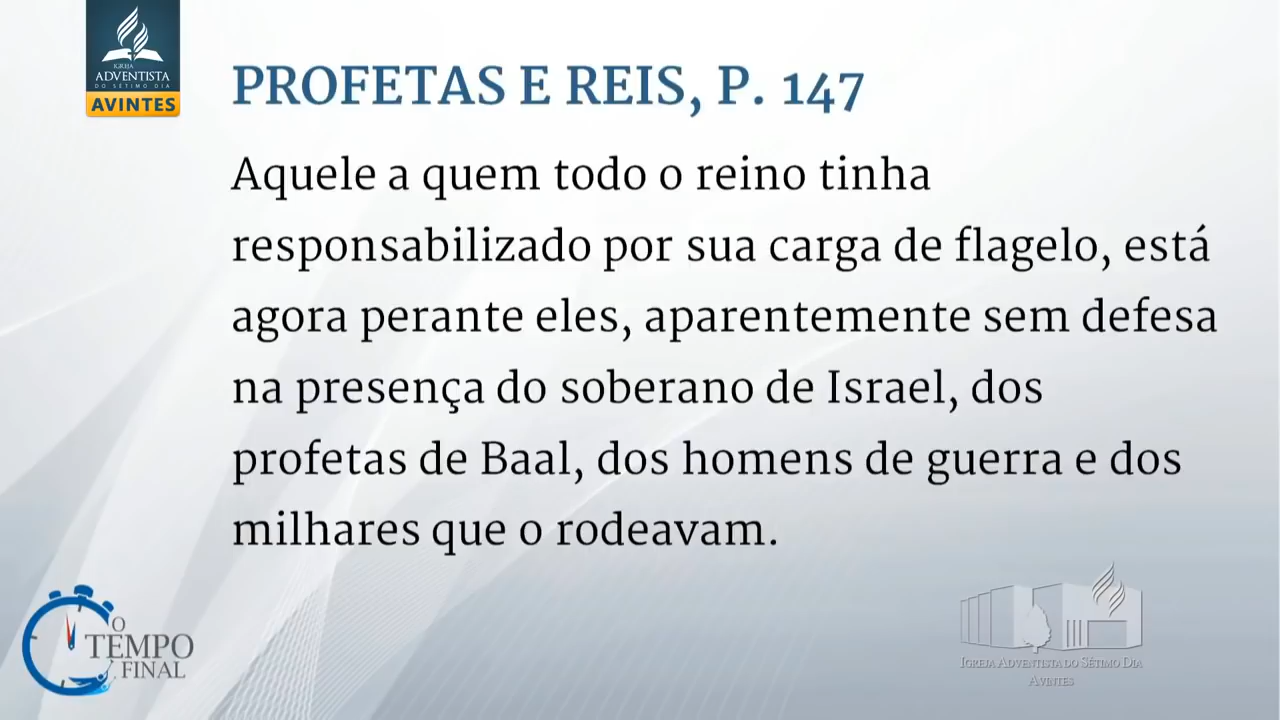 IGREJA
ADVENTISTA
DO SÉTIMO DIA
AVINTES
PROFETAS E REIS, P. 147
Aquele a quem todo o reino tinha
responsabilizado por sua carga de flagelo, está
agora perante eles, aparentemente sem defesa
na presença do soberano de Israel, dos
profetas de Baal, dos homens de guerra e dos
milhares que o rodeavam.
O
TEMPO
FINAL
IGREJA ADVENTISTA DO SÉTIMO DIA
AVINTES